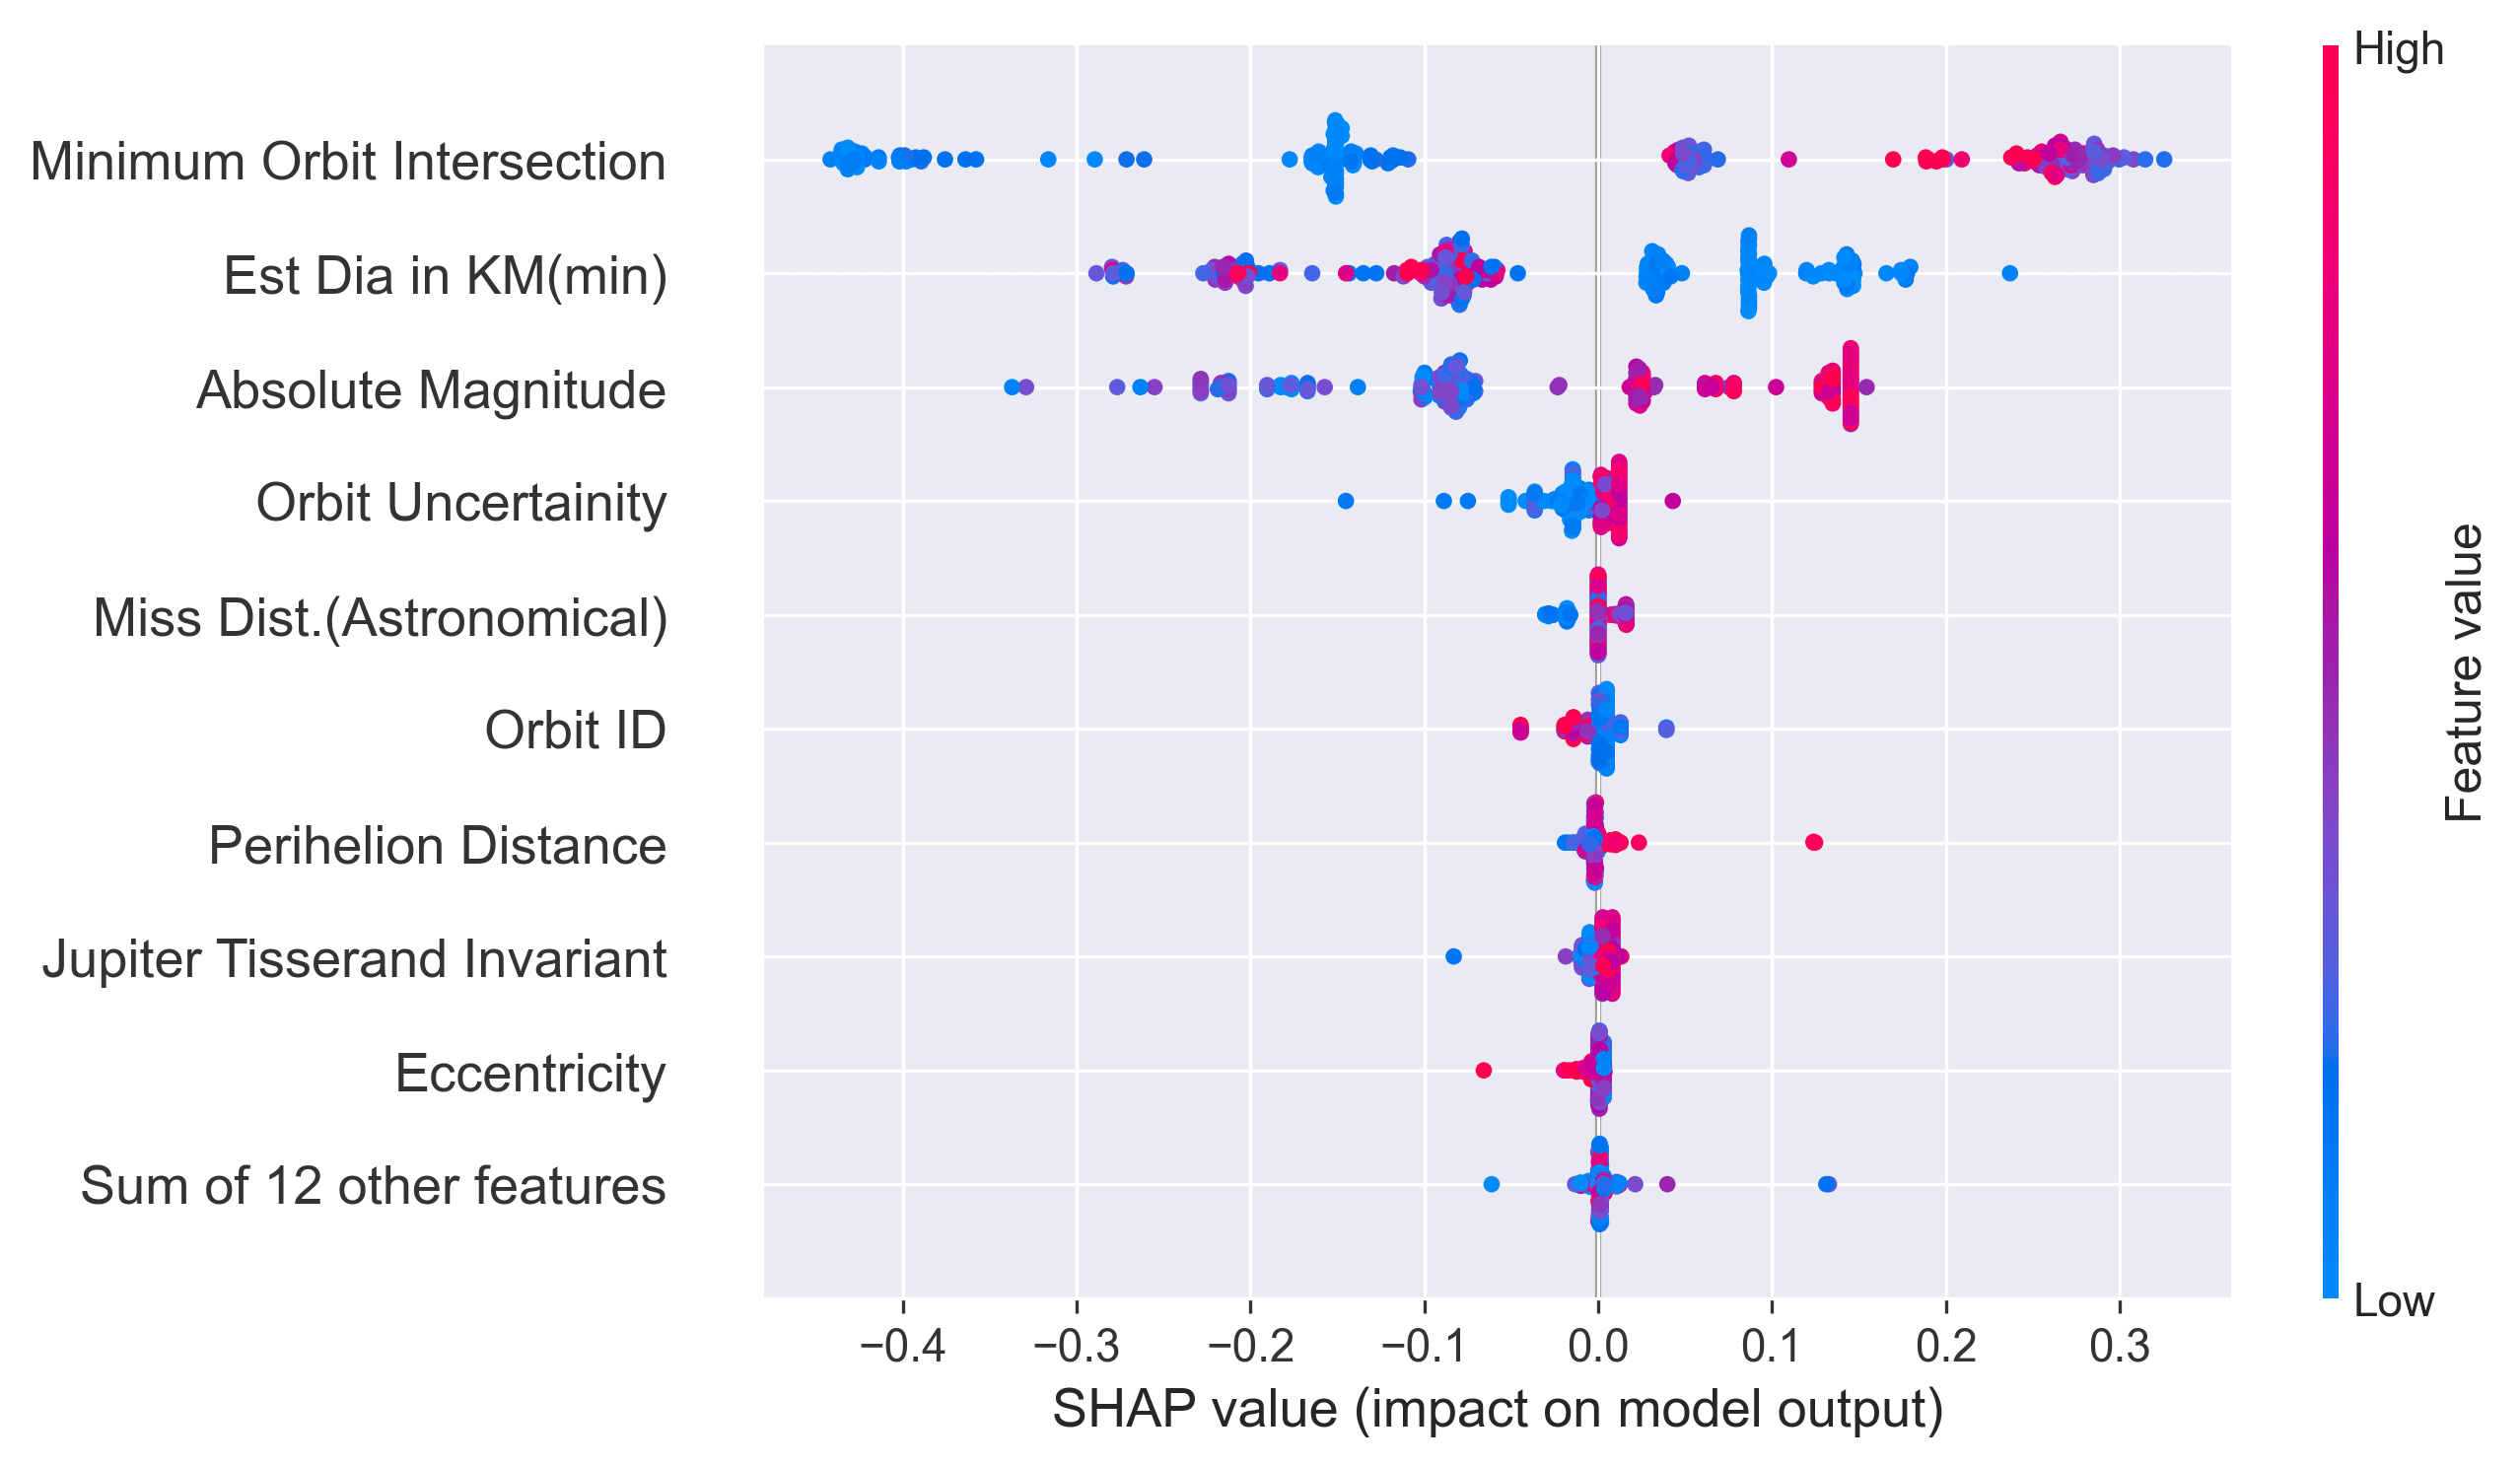 High
Minimum Orbit Intersection
Est Dia in KM(min)
Absolute Magnitude
Orbit Uncertainity
Miss Dist.(Astronomical)
Orbit ID
Perihelion Distance
Jupiter Tisserand Invariant
Eccentricity
Sum of 12 other features
Feature value
Low
−0.4 −0.3 −0.2 −0.1 0.0 0.1 0.2 0.3
SHAP value (impact on model output)